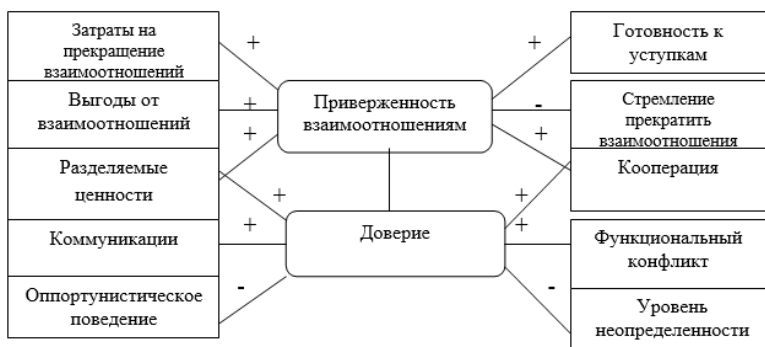 Затраты на
прекращение
взаимоотношений
Выгоды от
взаимоотношений
Разделяемые
ценности
Коммуникации
Оппортунистическое
поведение
+
+
+
+
+
-
Приверженность
взаимоотношениям
Доверие
+
-
+
+
+
-
Готовность к
уступкам
Стремление
прекратить
взаимоотношения
Кооперация
Функциональный
конфликт
Уровень
неопределенности